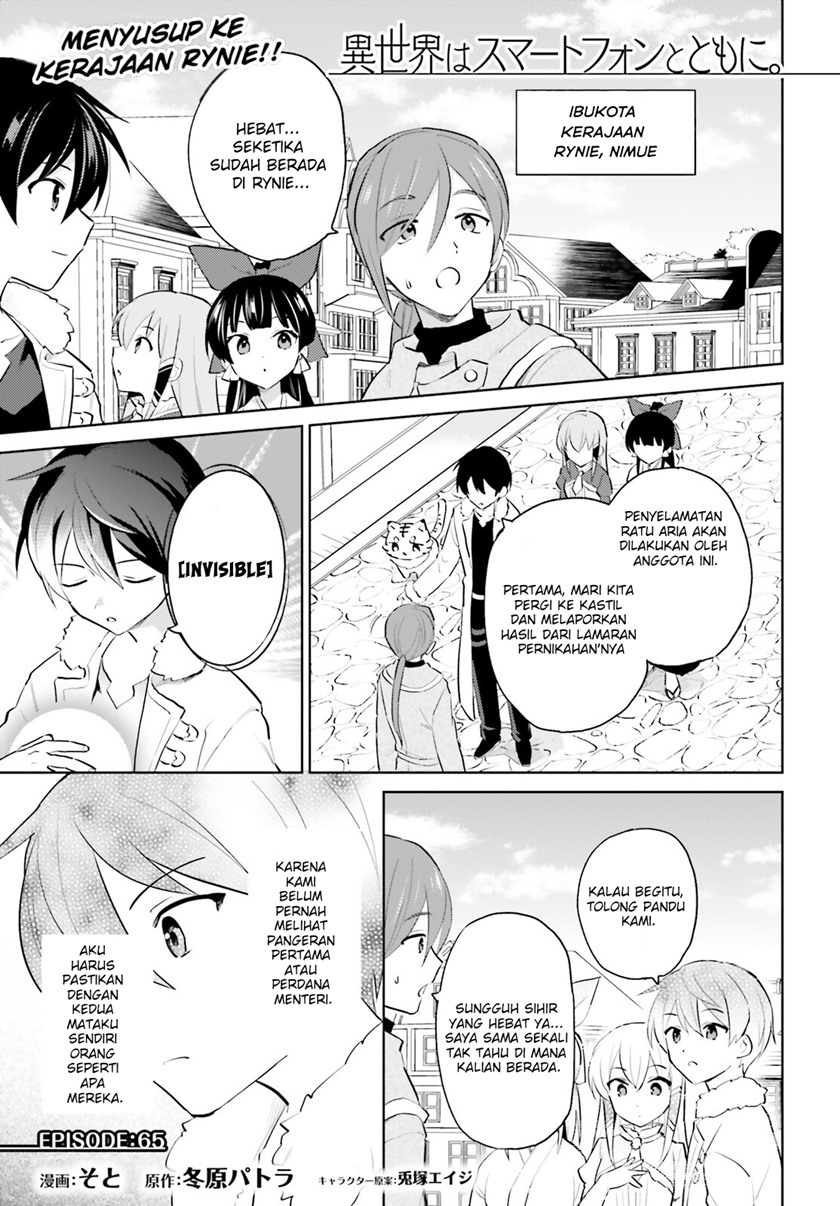 MENYUSUP KE
KERAJAAN RYNIE!!
異世界はスマートフォンとともに。
IBUKOTA
KERAJAAN
RYNIE, NIMUE
HEBAT...
SEKETIKA
SUDAH BERADA
DI RYNIE...
PENYELAMATAN
RATU ARIA AKAN
DILAKUKAN OLEH
ANGGOTA INI.
PERTAMA, MARI KITA
PERGI KE KASTIL
DAN MELAPORKAN
HASIL DARI LAMARAN
PERNIKAHAN'NYA
[INVISIBLE]
KALAU BEGITU,
TOLONG PANDU
KAMI.
SUNGGUH SIHIR
YANG HEBAT YA...
SAYA SAMA SEKALI
TAK TAHU DI MANA
KALIAN BERADA.
KARENA
KAMI
BELUM
PERNAH
MELIHAT
PANGERAN
PERTAMA
ATAU
PERDANA
MENTERI.
AKU
HARUS
PASTIKAN
DENGAN
KEDUA
MATAKU
SENDIRI
ORANG
SEPERTI
APA
MEREKA.
EPISODE:65
漫画:そと 原作:冬原パトラ キャラクター原案:兎塚エイジ